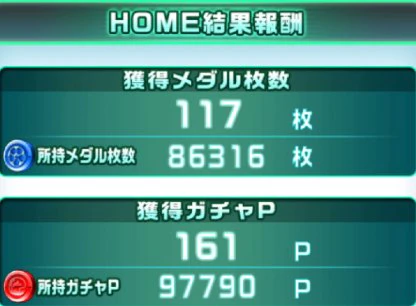 HOME結果報酬
獲得メダル枚数
117 枚
所持メダル枚数 86316 枚
獲得ガチャP
161 P
所持ガチャP 97790 P